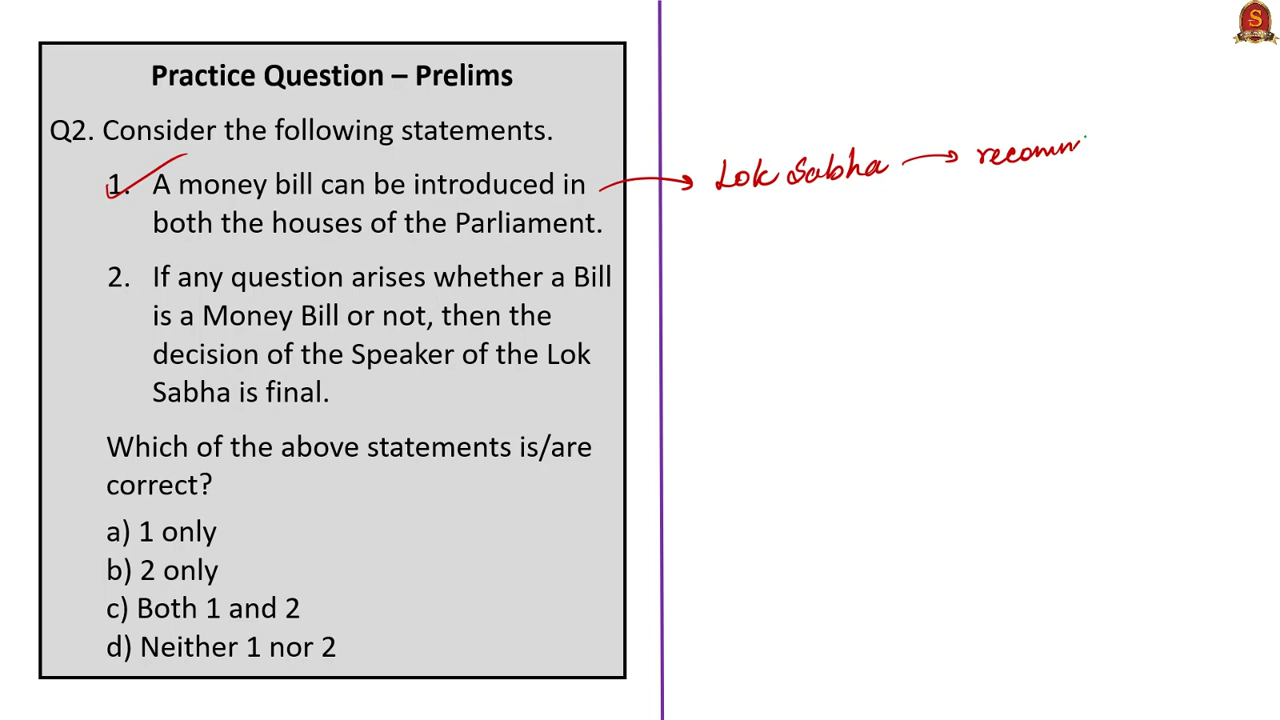 Practice Question – Prelims
Q2. Consider the following statements.
1. A money bill can be introduced in
both the houses of the Parliament.
Lok Sabha → recomm
2. If any question arises whether a Bill
is a Money Bill or not, then the
decision of the Speaker of the Lok
Sabha is final.
Which of the above statements is/are
correct?
a) 1 only
b) 2 only
c) Both 1 and 2
d) Neither 1 nor 2
S